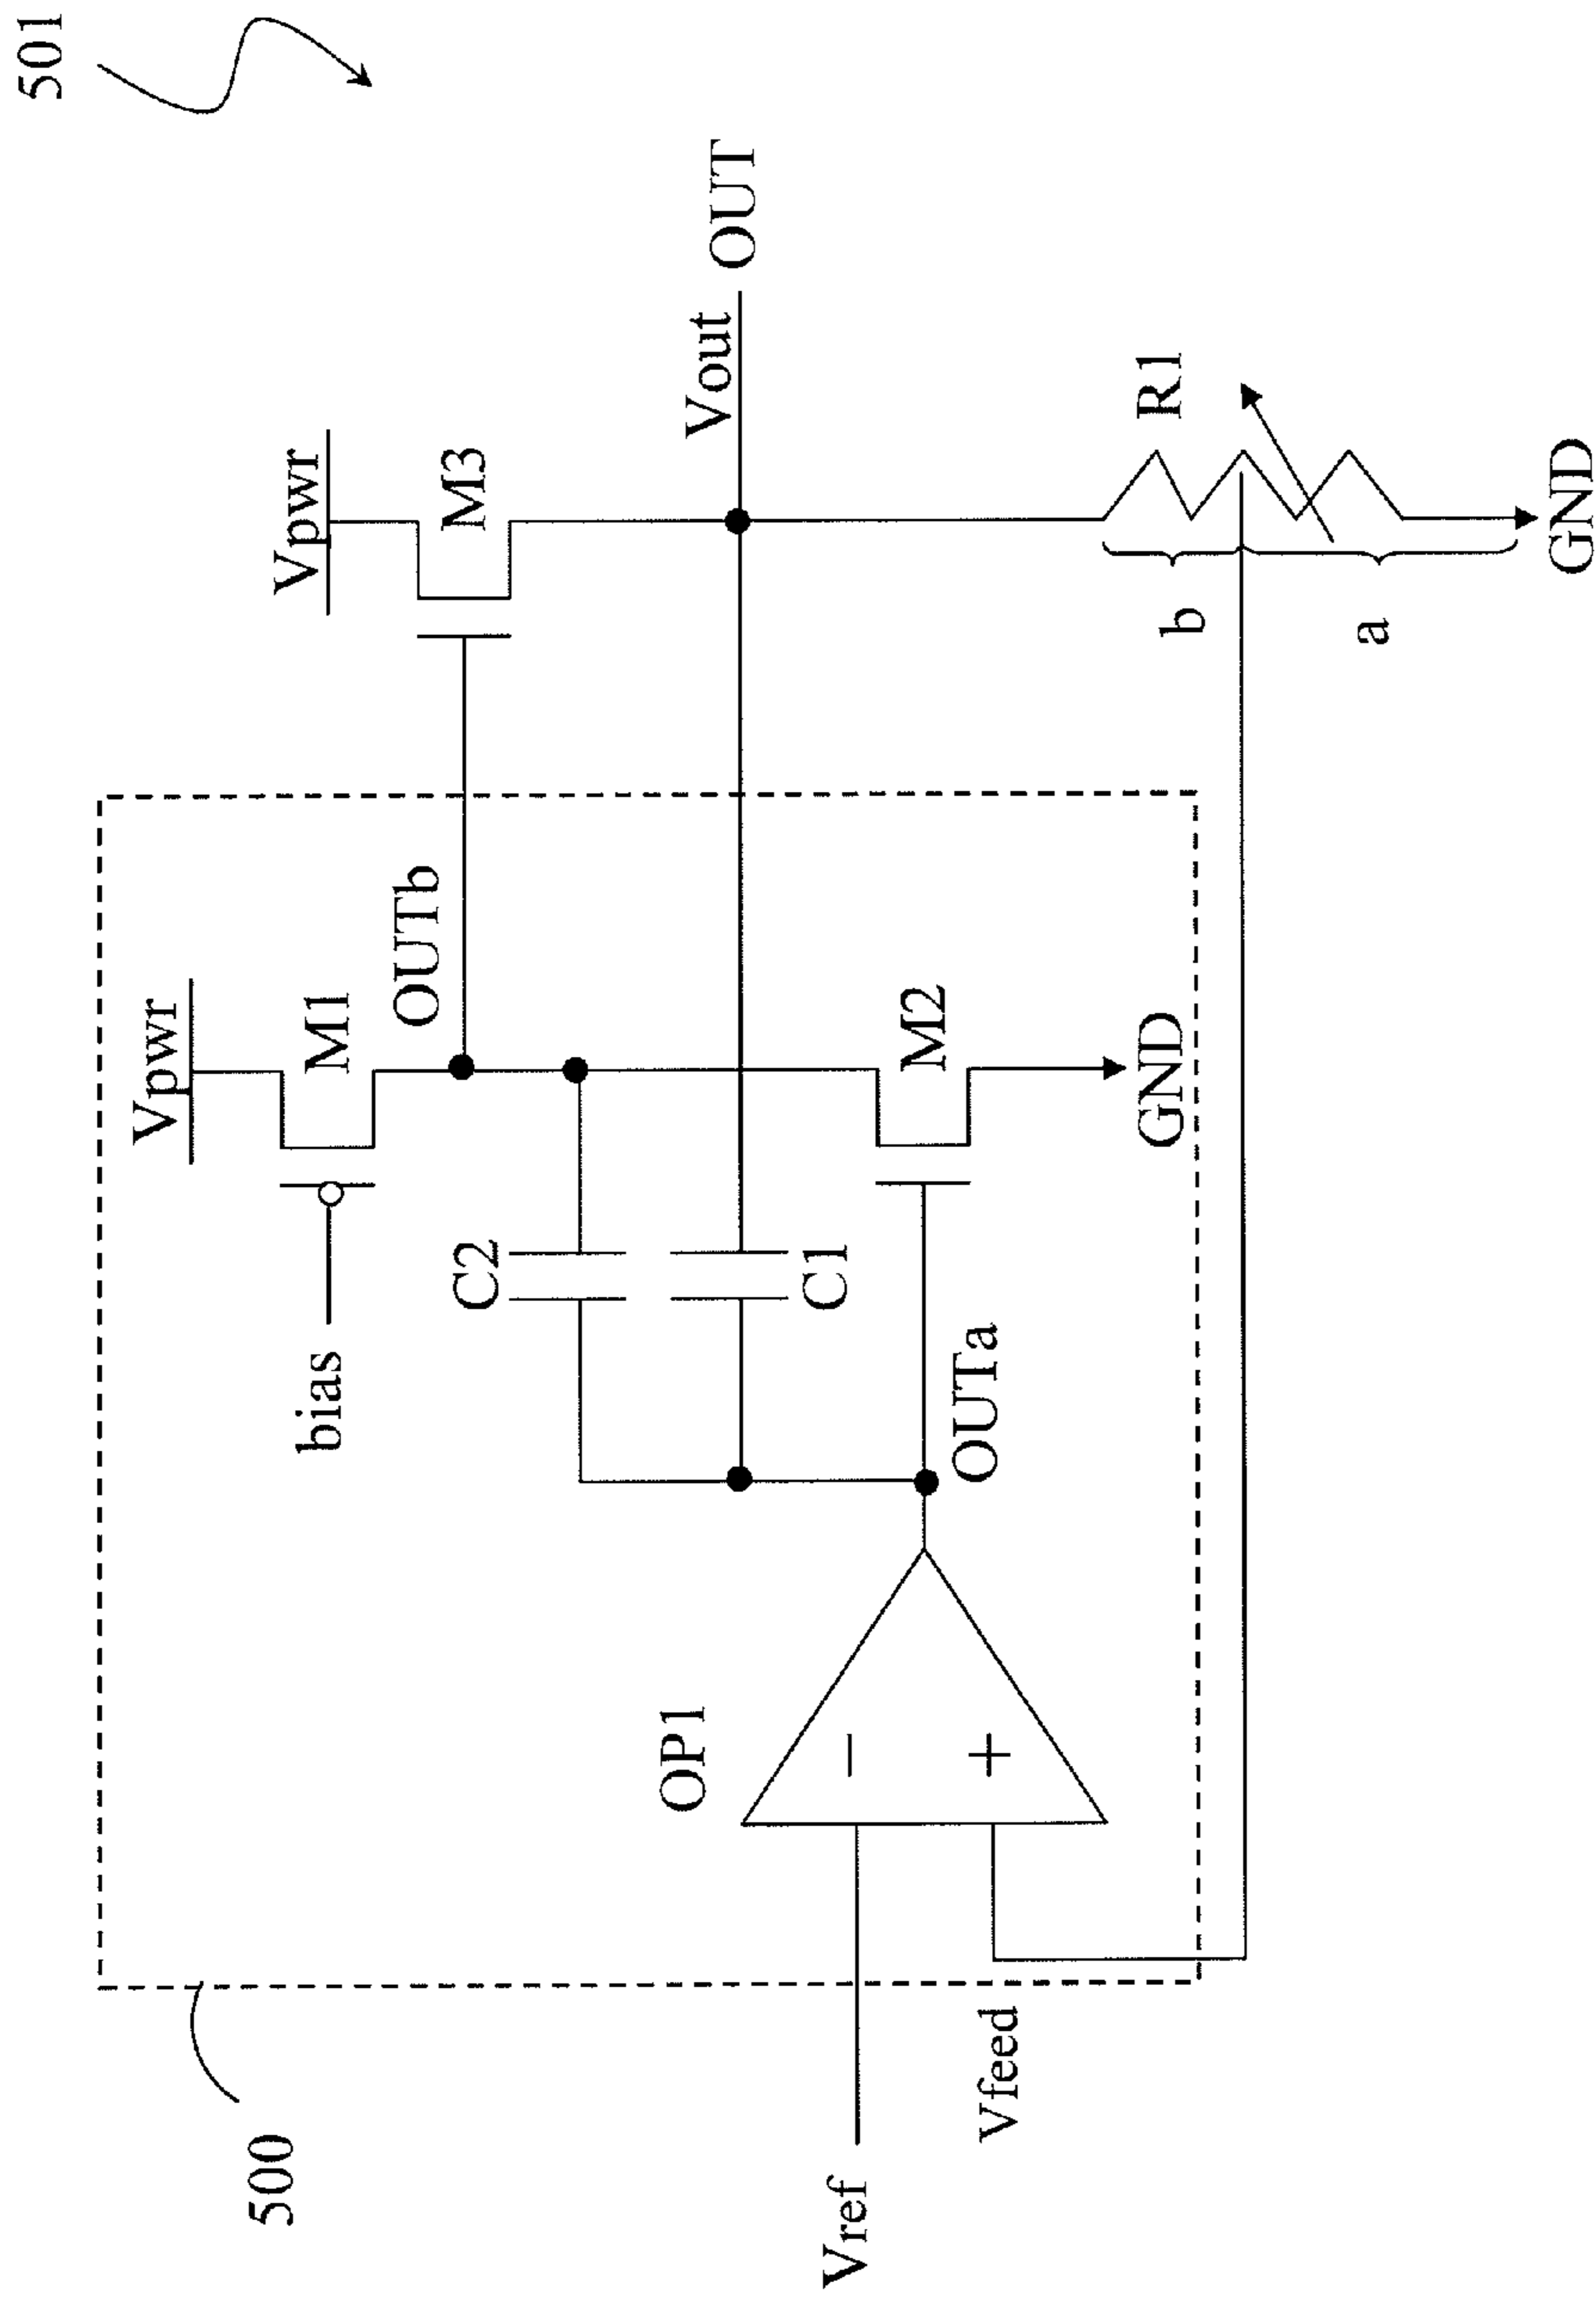 501
Vpwr
Vpwr
M1
M3
bias
OUTb
C2
Vout OUT
OP1
C1
OUTa
M2
R1
b
a
GND
GND
Vref
Vfeed
500